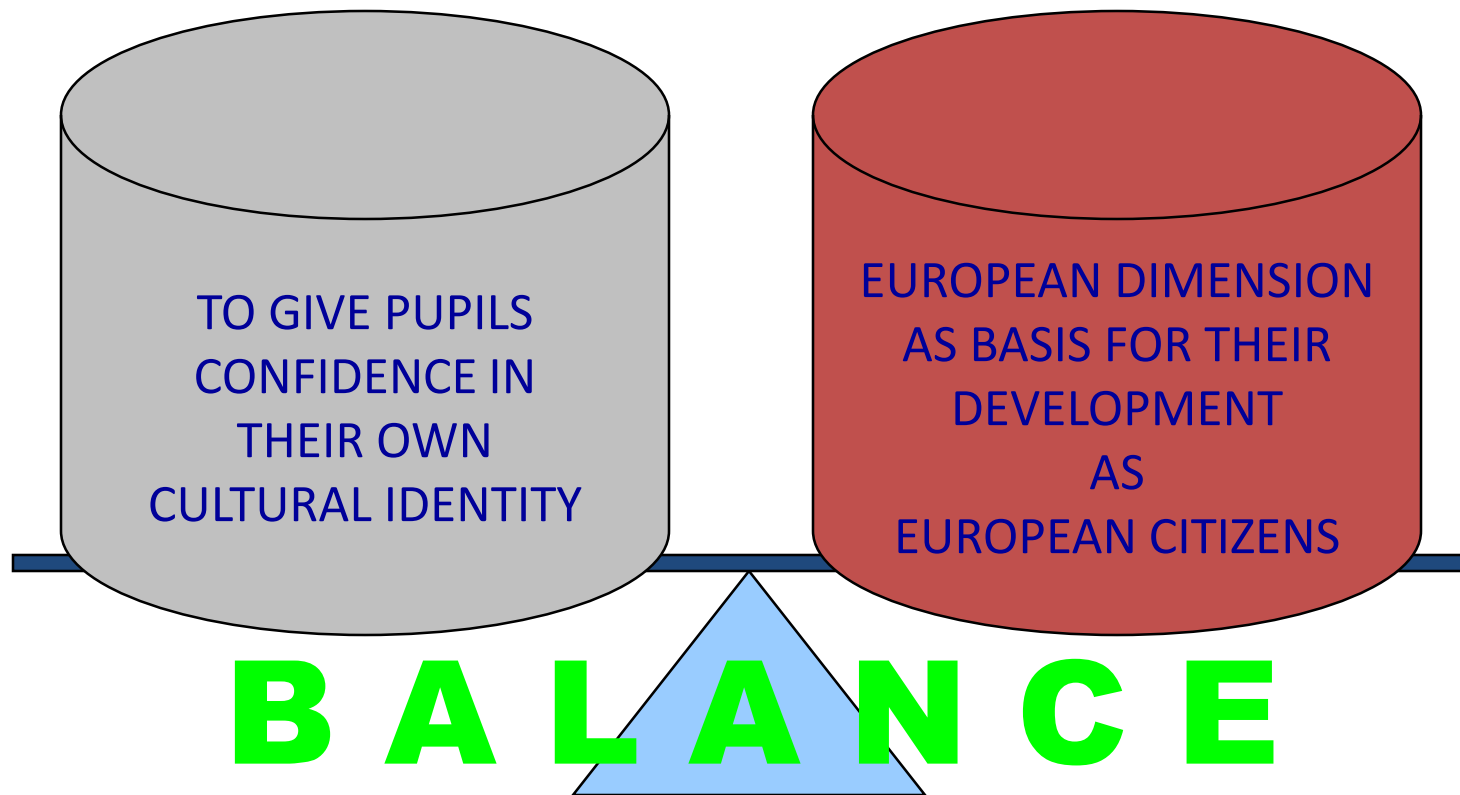 TO GIVE PUPILS
CONFIDENCE IN
THEIR OWN
CULTURAL IDENTITY
EUROPEAN DIMENSION
AS BASIS FOR THEIR
DEVELOPMENT
AS
EUROPEAN CITIZENS
BALANCE